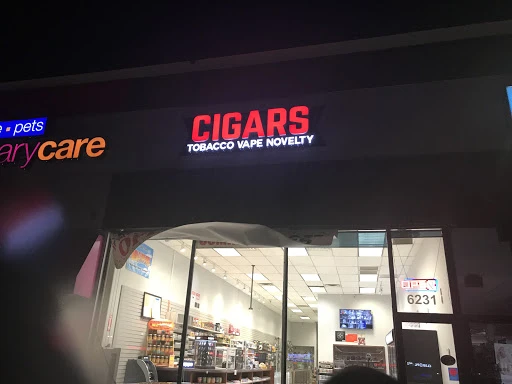 pets
arycare
CIGARS
TOBACCO VAPE NOVELTY
6231